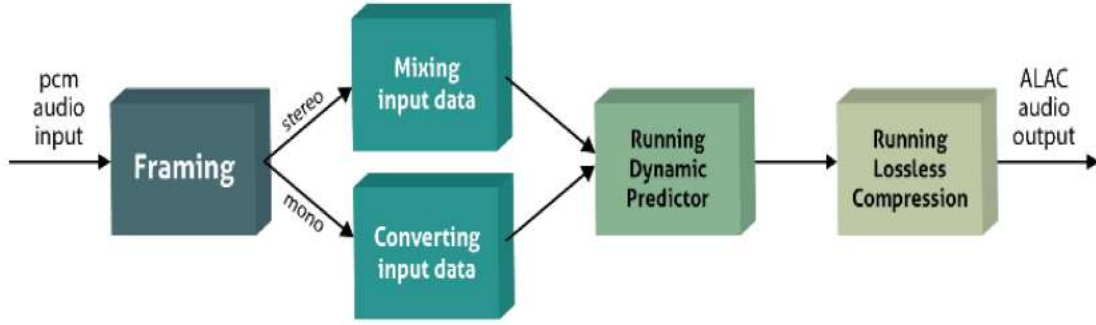 pcm
audio
input
Framing
stereo
mono
Mixing
input data
Converting
input data
Running
Dynamic
Predictor
Running
Lossless
Compression
ALAC
audio
output